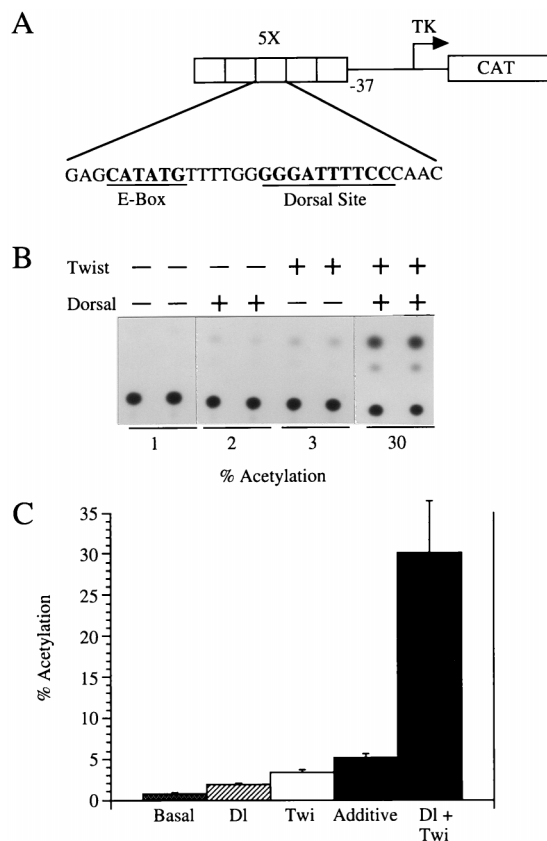 A
5X
TK
-37
CAT
GAGCATATGTTTTGGGGGATTTTCCCAAC
E-Box Dorsal Site
B
Twist − − − − + + + +
Dorsal − − + + − − + +
1 2 3 30
% Acetylation
C
% Acetylation
35
30
25
20
15
10
5
0
Basal Dl Twi Additive Dl +
Twi